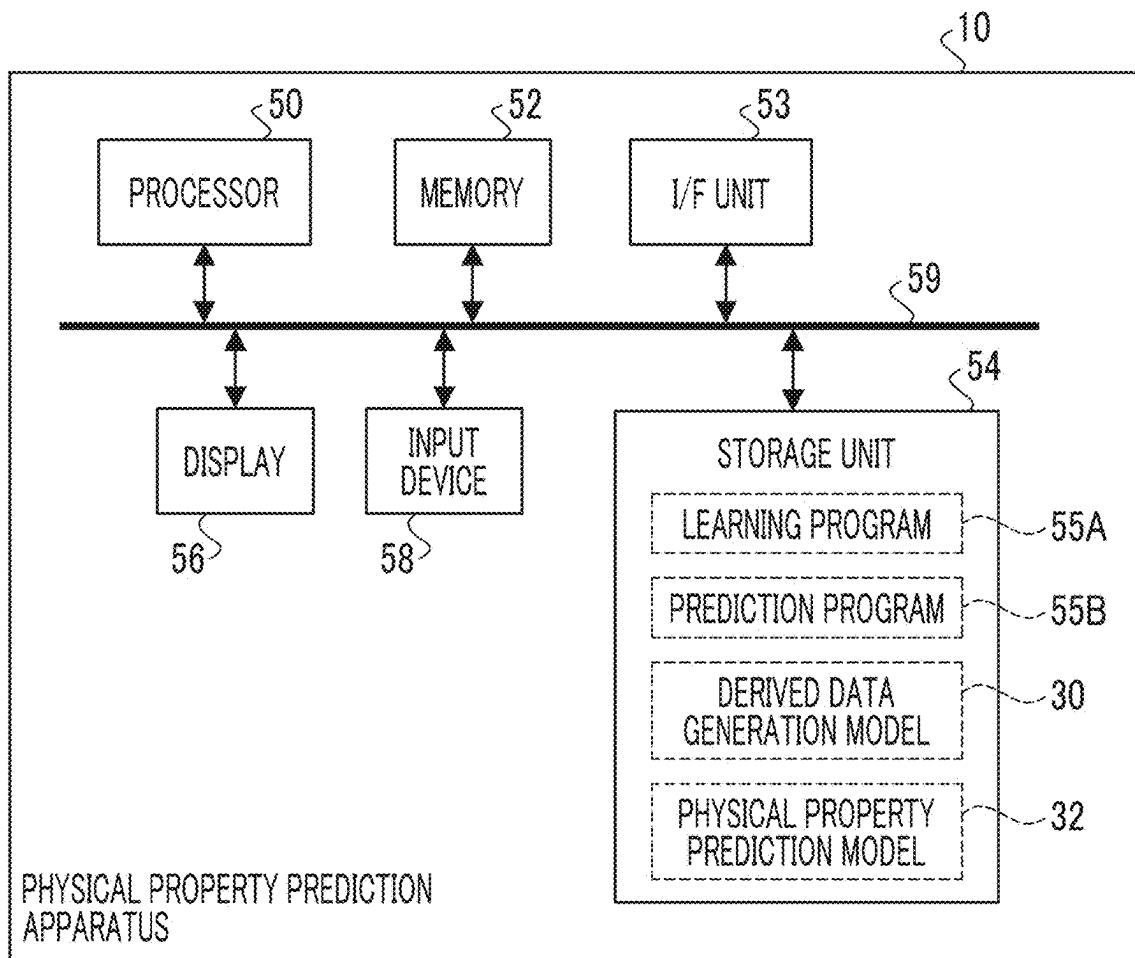 10
50
52
53
PROCESSOR
MEMORY
I/F UNIT
59
54
DISPLAY
INPUT
DEVICE
56
58
STORAGE UNIT
LEARNING PROGRAM
55A
PREDICTION PROGRAM
55B
DERIVED DATA
GENERATION MODEL
30
PHYSICAL PROPERTY
PREDICTION MODEL
32
PHYSICAL PROPERTY PREDICTION
APPARATUS